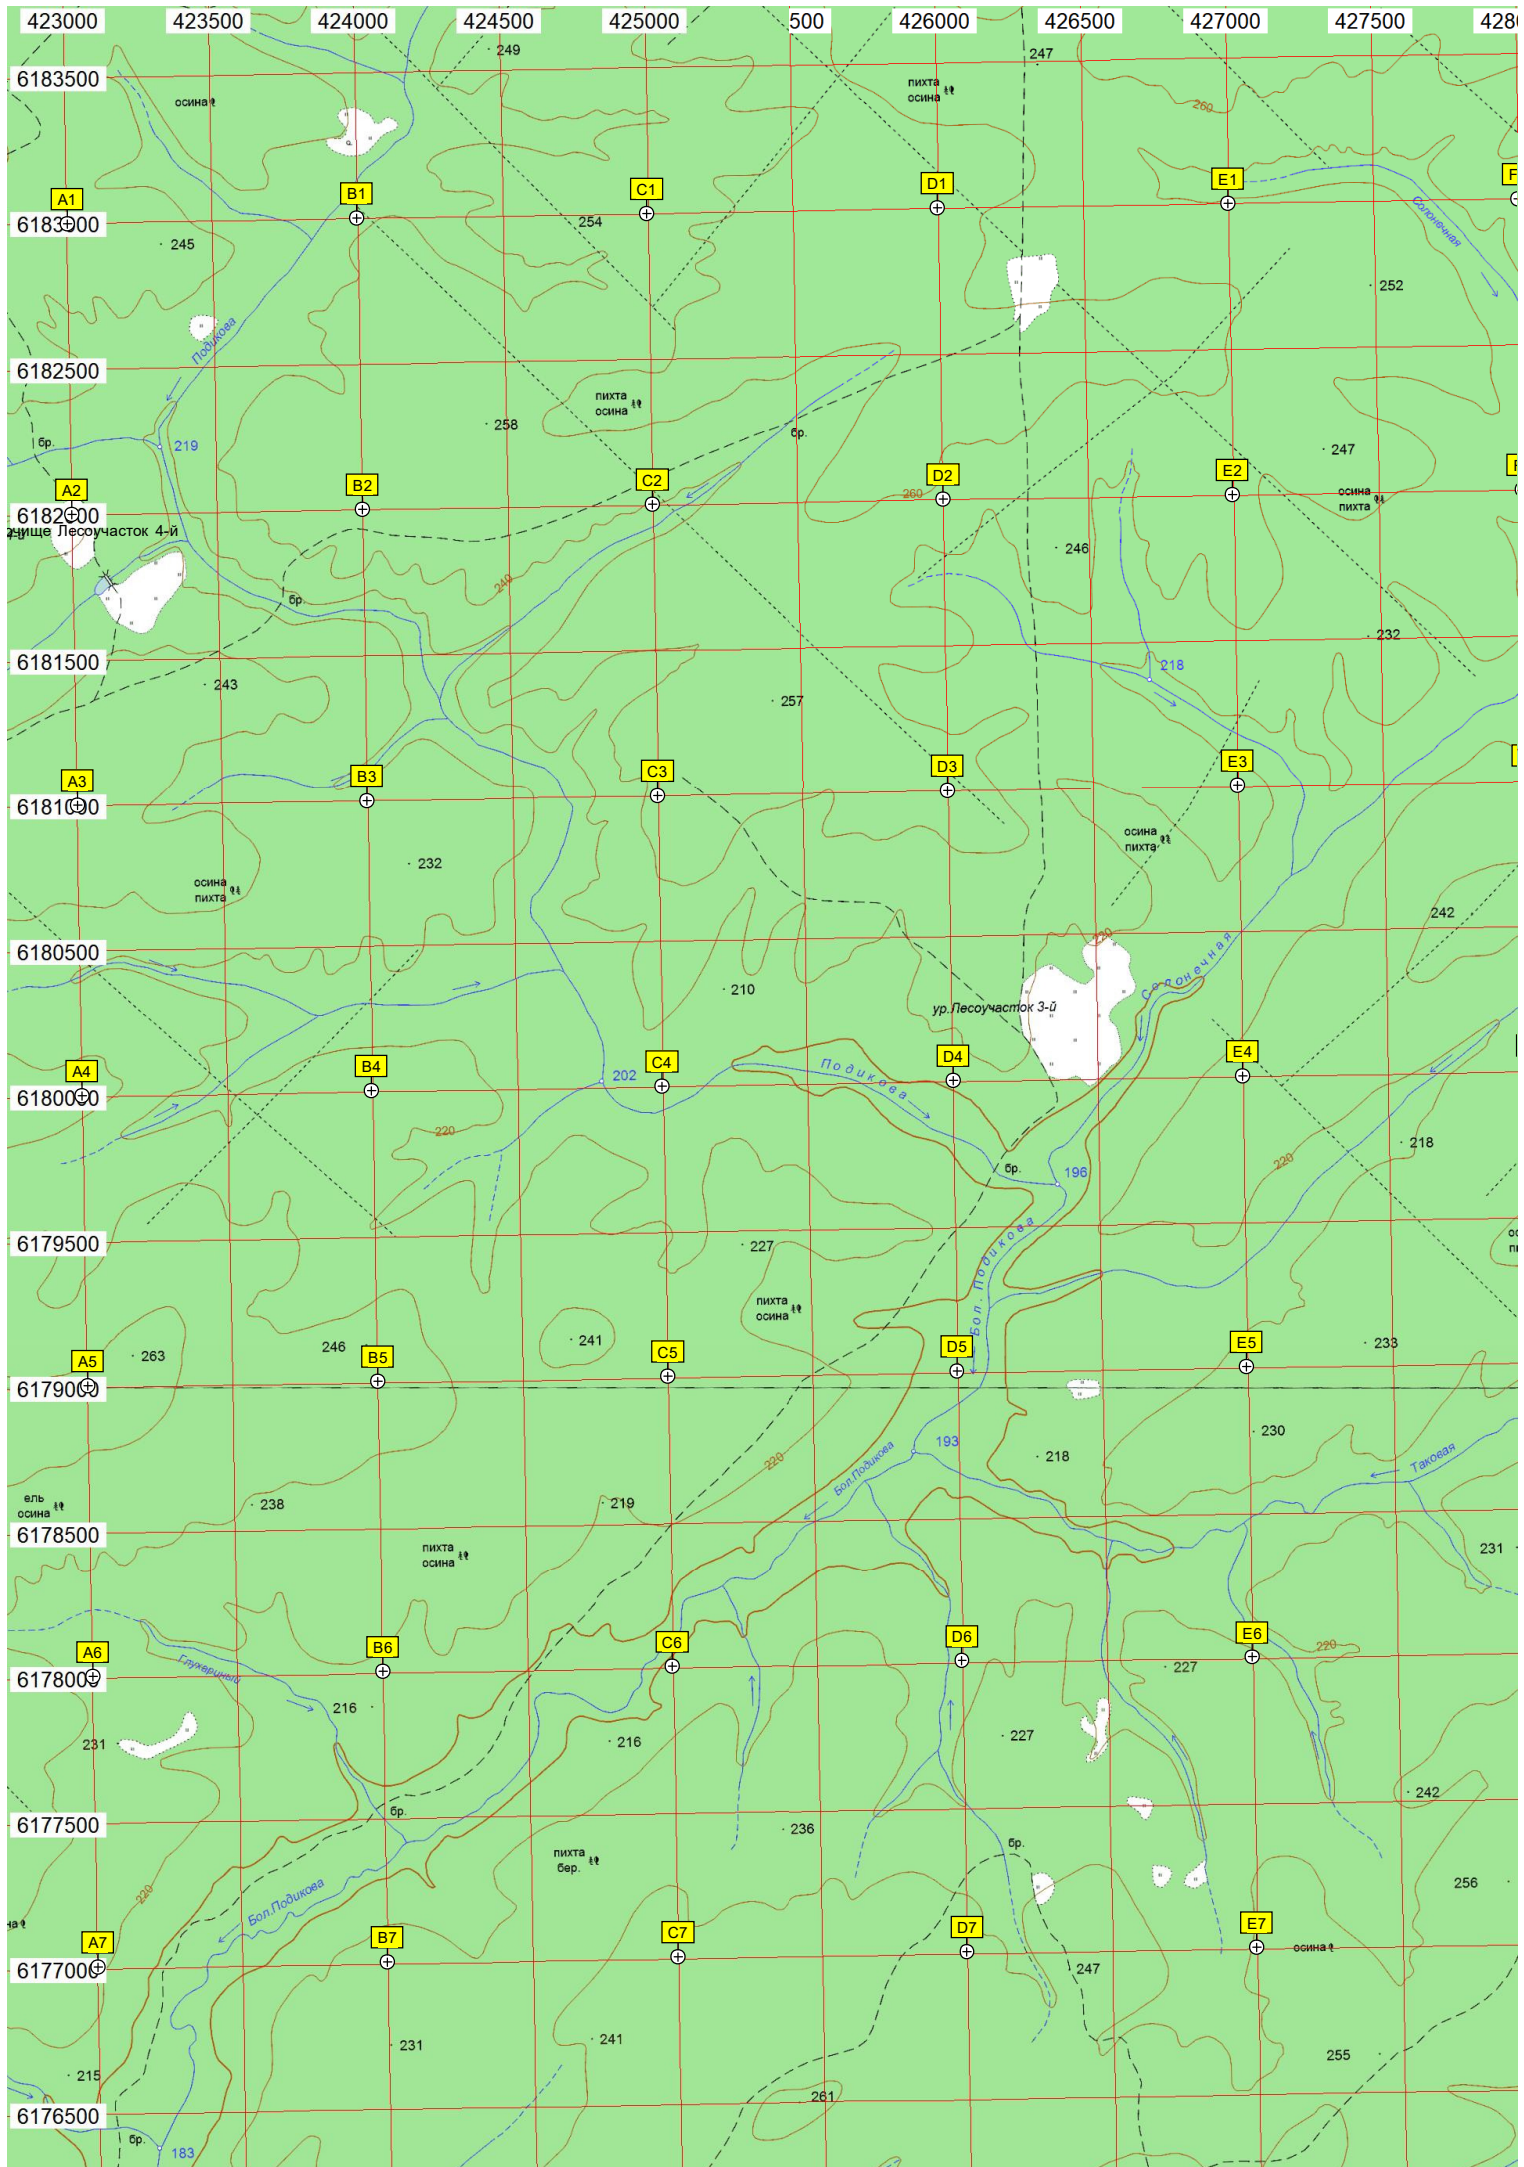 423000 423500 424000 424500 425000 500 426000 426500 427000 427500
249
247
6183500
пихта
осина
осина
260
A1 B1 C1 D1 E1
6183000
254
245
Солонечная
252
Подикова
6182500
пихта
осина
258
бр.
219
бр.
247
A2 B2 C2 D2 E2
260
осина
пихта
6182000
Лесоучасток 4-й
246
240
бр.
232
6181500
218
243
257
A3 B3 C3 D3 E3
6181000
осина
пихта
232
осина
пихта
242
220
6180500
Солонечная
210
ур.Лесоучасток 3-й
A4 B4 C4 D4 E4
202
Подикова
6180000
220
218
220
бр.
196
6179500
227
Бол. Подикова
пихта
осина
246
241
233
263
A5 B5 C5 D5 E5
6179000
230
193
218
220
Бол.Подикова
Таковая
ель
осина
238
219
6178500
пихта
осина
231
A6 B6 C6 D6 E6
220
Глухариный
227
6178000
216
231
216
227
242
бр.
6177500
236
бр.
пихта
бер.
256
220
Бол.Подикова
A7 B7 C7 D7 E7
осина
6177000
247
231
241
255
215
261
6176500
бр.
183